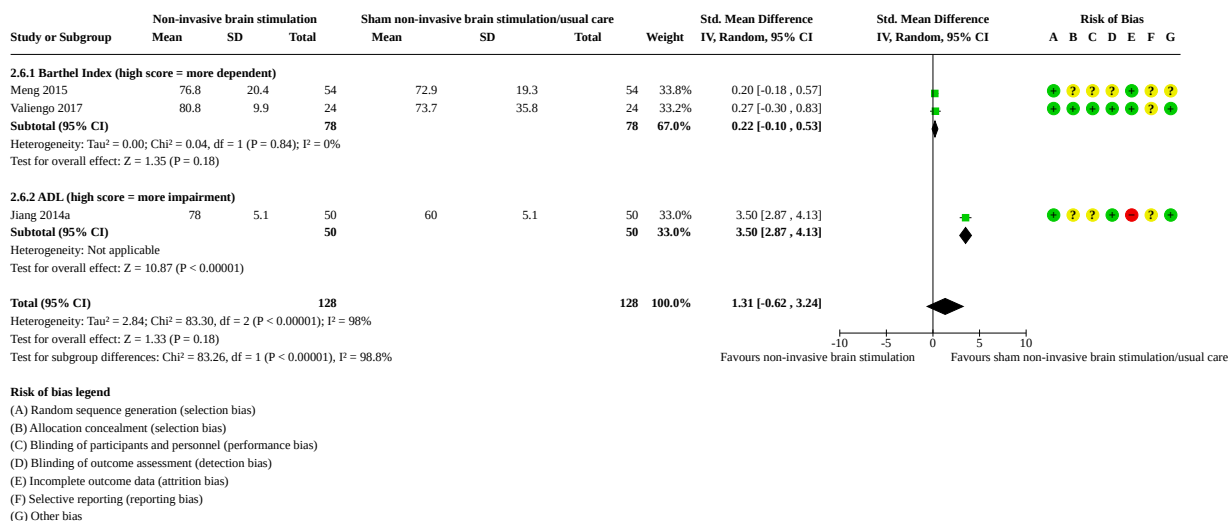 Non-invasive brain stimulation Sham non-invasive brain stimulation/usual care Std. Mean Difference Std. Mean Difference Risk of Bias
Study or Subgroup Mean SD Total Mean SD Total Weight IV, Random, 95% CI IV, Random, 95% CI A B C D E F G
2.6.1 Barthel Index (high score = more dependent)
Meng 2015 76.8 20.4 54 72.9 19.3 54 33.8% 0.20 [-0.18 , 0.57] + ? ? ? + ? ?
Valiengo 2017 80.8 9.9 24 73.7 35.8 24 33.2% 0.27 [-0.30 , 0.83] + + + + + ? +
Subtotal (95% CI) 78 78 67.0% 0.22 [-0.10 , 0.53]
Heterogeneity: Tau² = 0.00; Chi² = 0.04, df = 1 (P = 0.84); I² = 0%
Test for overall effect: Z = 1.35 (P = 0.18)
2.6.2 ADL (high score = more impairment)
Jiang 2014a 78 5.1 50 60 5.1 50 33.0% 3.50 [2.87 , 4.13] + ? ? + − ? +
Subtotal (95% CI) 50 50 33.0% 3.50 [2.87 , 4.13]
Heterogeneity: Not applicable
Test for overall effect: Z = 10.87 (P < 0.00001)
Total (95% CI) 128 128 100.0% 1.31 [-0.62 , 3.24]
Heterogeneity: Tau² = 2.84; Chi² = 83.30, df = 2 (P < 0.00001); I² = 98%
Test for overall effect: Z = 1.33 (P = 0.18)
-10 -5 0 5 10
Test for subgroup differences: Chi² = 83.26, df = 1 (P < 0.00001), I² = 98.8% Favours non-invasive brain stimulation Favours sham non-invasive brain stimulation/usual care
Risk of bias legend
(A) Random sequence generation (selection bias)
(B) Allocation concealment (selection bias)
(C) Blinding of participants and personnel (performance bias)
(D) Blinding of outcome assessment (detection bias)
(E) Incomplete outcome data (attrition bias)
(F) Selective reporting (reporting bias)
(G) Other bias